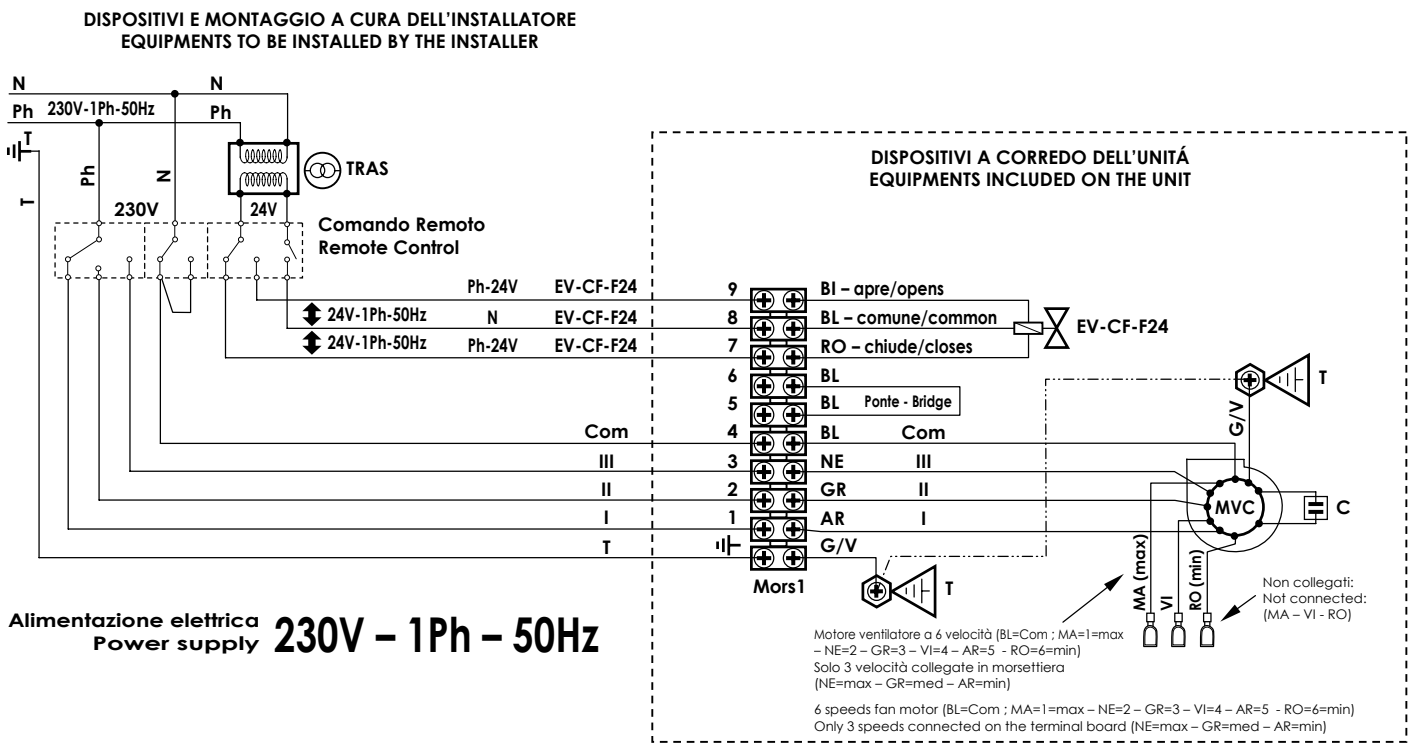 DISPOSITIVI E MONTAGGIO A CURA DELL'INSTALLATORE
EQUIPMENTS TO BE INSTALLED BY THE INSTALLER
N N
Ph 230V-1Ph-50Hz Ph
T
Ph
N
T
TRAS
230V 24V
Comando Remoto
Remote Control
DISPOSITIVI A CORREDO DELL'UNITÁ
EQUIPMENTS INCLUDED ON THE UNIT
Ph-24V EV-CF-F24 9 BI – apre/opens
24V-1Ph-50Hz N EV-CF-F24 8 BL – comune/common
EV-CF-F24
24V-1Ph-50Hz Ph-24V EV-CF-F24 7 RO – chiude/closes
6 BL
5 BL Ponte - Bridge
Com 4 BL Com
III 3 NE III
II 2 GR II
I 1 AR I
T G/V
Mors1
T
T
G/V
MVC
C
MA (max)
VI
RO (min)
Non collegati:
Not connected:
(MA – VI - RO)
Alimentazione elettrica
Power supply
230V – 1Ph – 50Hz
Motore ventilatore a 6 velocità (BL=Com ; MA=1=max
– NE=2 – GR=3 – VI=4 – AR=5 - RO=6=min)
Solo 3 velocità collegate in morsettiera
(NE=max – GR=med – AR=min)
6 speeds fan motor (BL=Com ; MA=1=max – NE=2 – GR=3 – VI=4 – AR=5 - RO=6=min)
Only 3 speeds connected on the terminal board (NE=max – GR=med – AR=min)